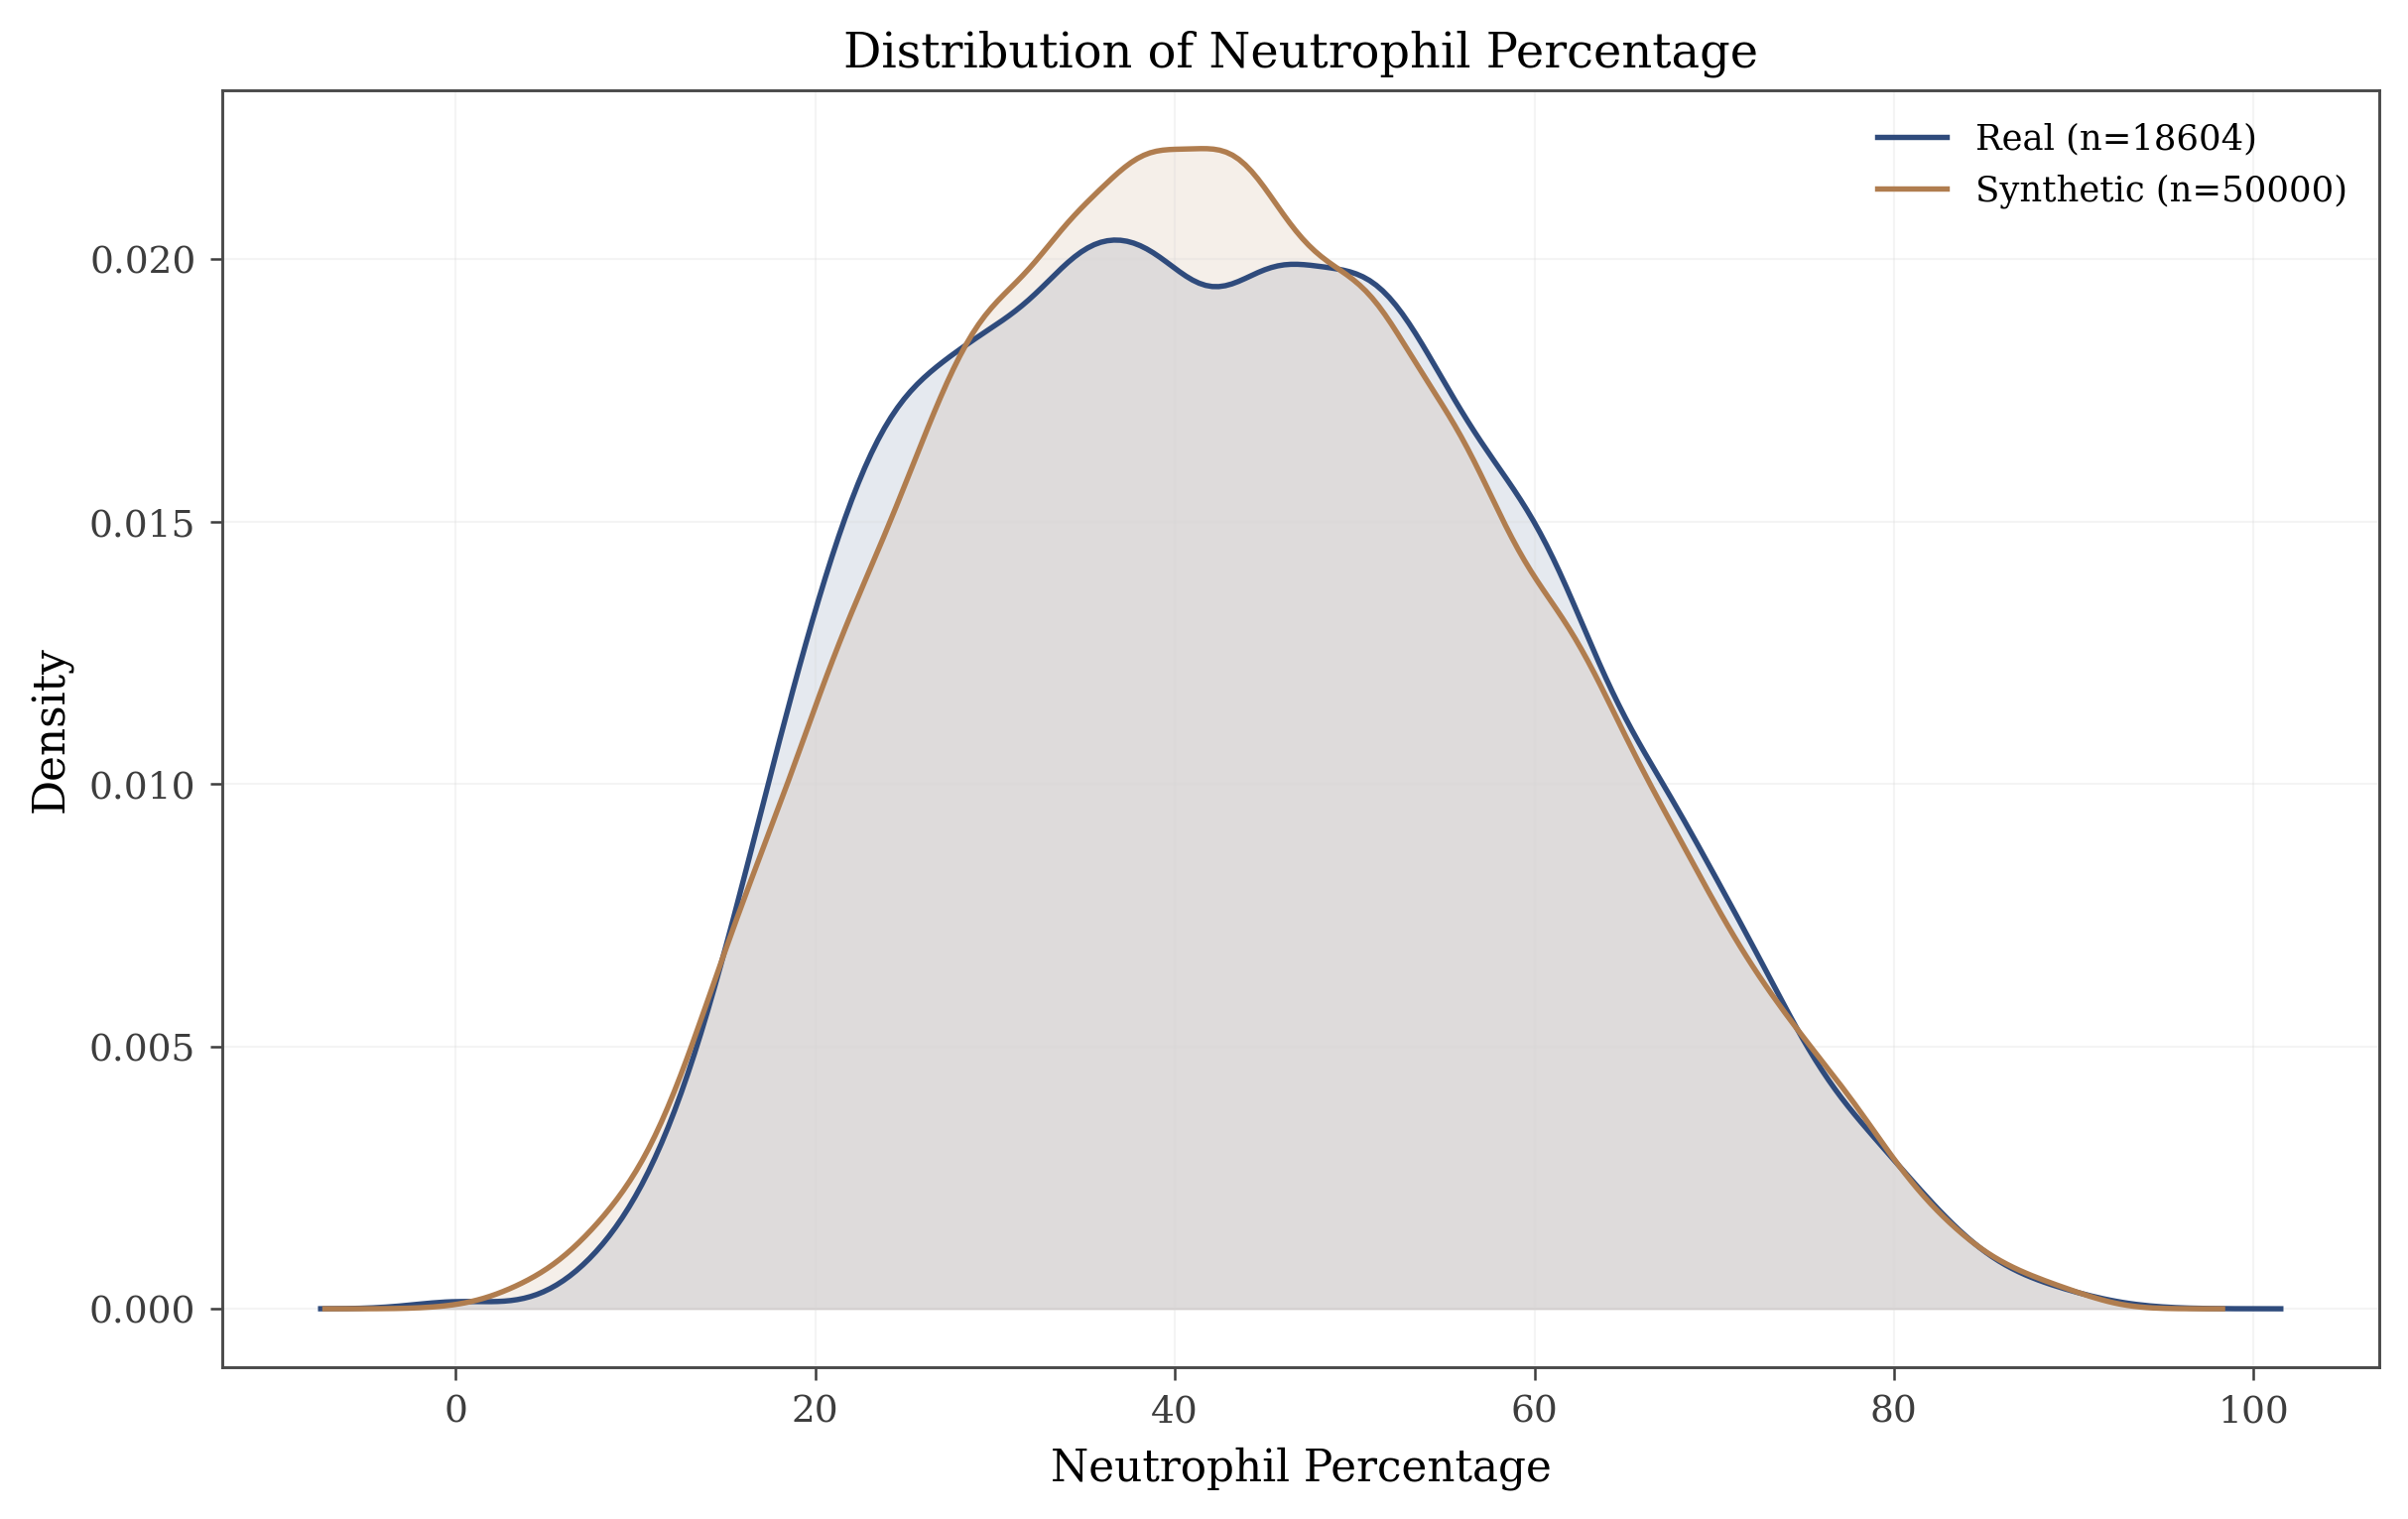 Distribution of Neutrophil Percentage
Real (n=18604)
Synthetic (n=50000)
Density
0.020
0.015
0.010
0.005
0.000
0 20 40 60 80 100
Neutrophil Percentage